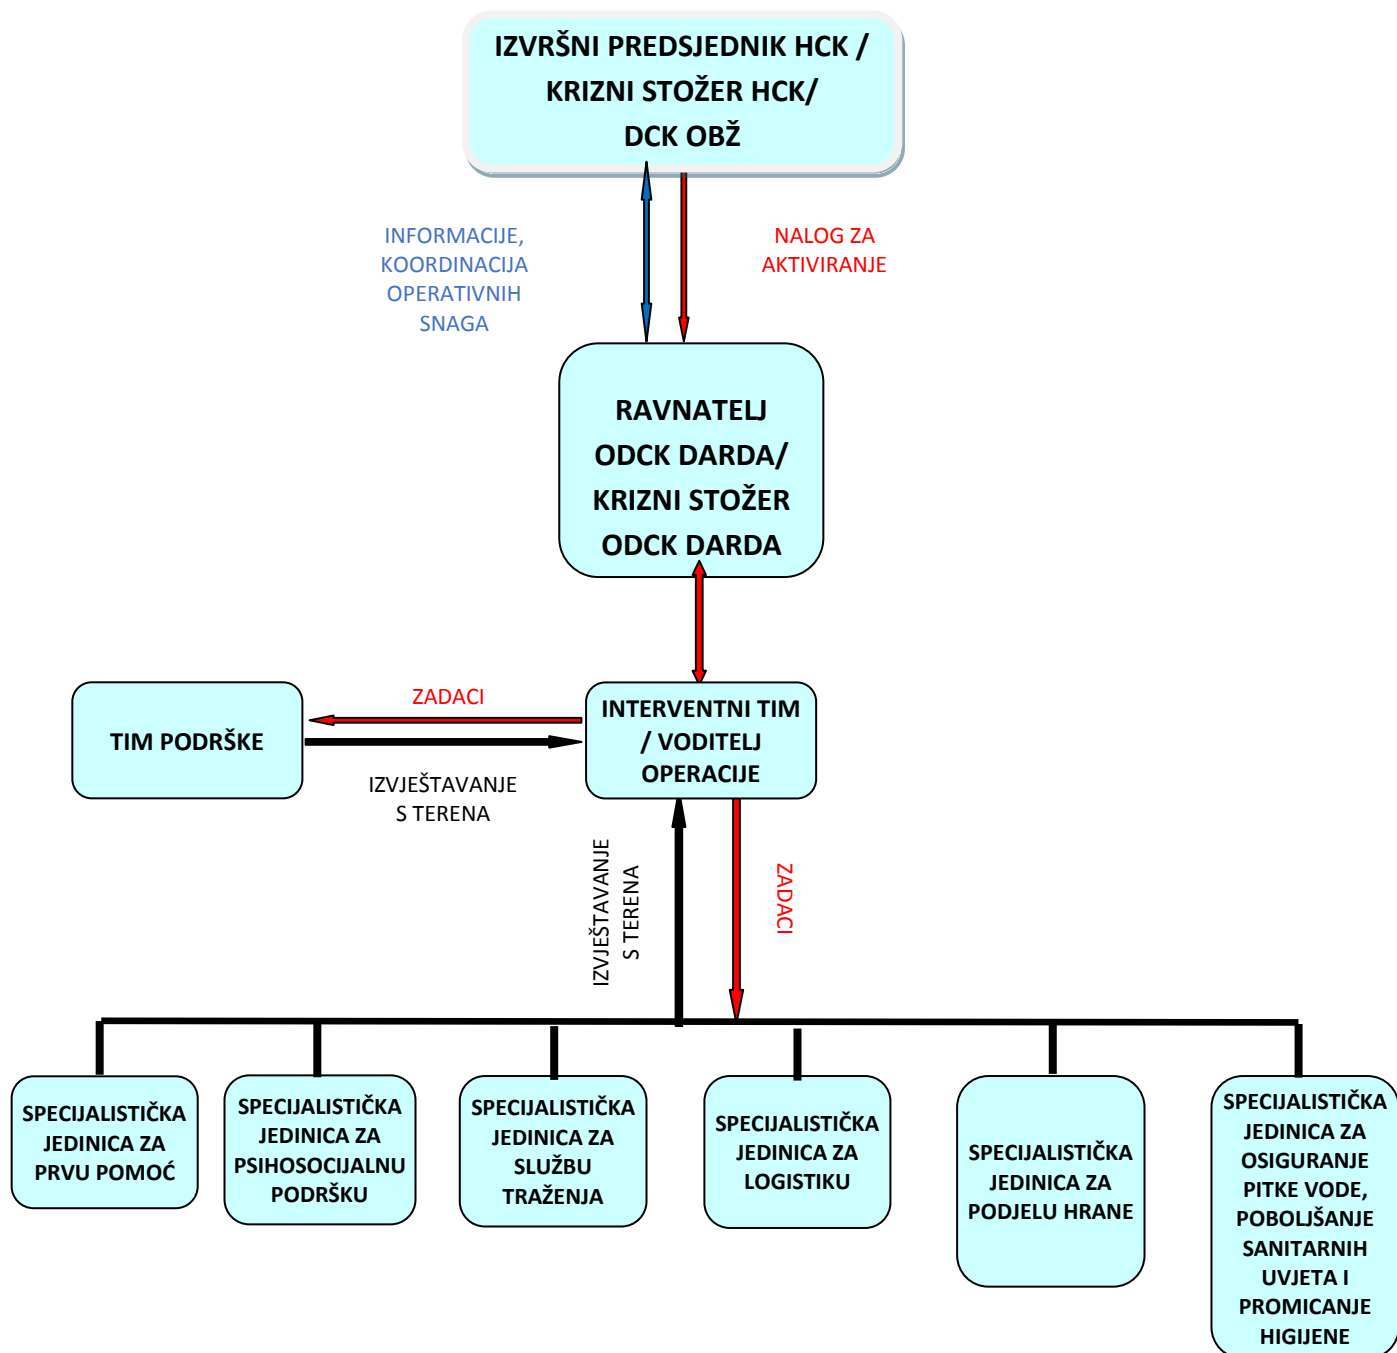 IZVRŠNI PREDSJEDNIK HCK /
KRIZNI STOŽER HCK/
DCK OBŽ
INFORMACIJE,
KOORDINACIJA
OPERATIVNIH
SNAGA
NALOG ZA
AKTIVIRANJE
RAVNATELJ
ODCK DARDA/
KRIZNI STOŽER
ODCK DARDA
TIM PODRŠKE
ZADACI
IZVJEŠTAVANJE
S TERENA
INTERVENTNI TIM
/ VODITELJ
OPERACIJE
IZVJEŠTAVANJE
S TERENA
ZADACI
SPECIJALISTIČKA
JEDINICA ZA
PRVU POMOĆ
SPECIJALISTIČKA
JEDINICA ZA
PSIHOSOCIJALNU
PODRŠKU
SPECIJALISTIČKA
JEDINICA ZA
SLUŽBU
TRAŽENJA
SPECIJALISTIČKA
JEDINICA ZA
LOGISTIKU
SPECIJALISTIČKA
JEDINICA ZA
PODJELU HRANE
SPECIJALISTIČKA
JEDINICA ZA
OSIGURANJE
PITKE VODE,
POBOLJŠANJE
SANITARNIH
UVJETA I
PROMICANJE
HIGIJENE